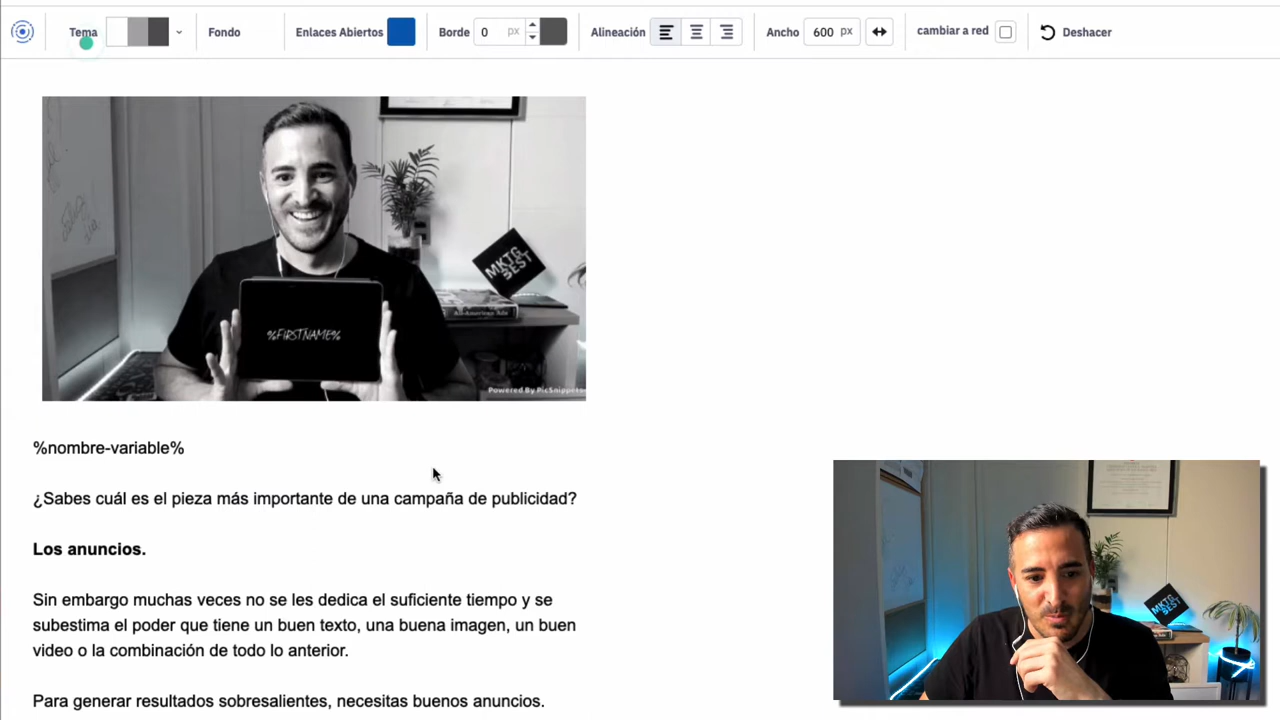 Tema
Fondo
Enlaces Abiertos
Borde 0 px
Alineación
Ancho 600 px
cambiar a red
Deshacer
MKTG
BEST
All-American Ads
%FIRSTNAME%
Powered By PicSnippets
%nombre-variable%
¿Sabes cuál es el pieza más importante de una campaña de publicidad?
Los anuncios.
Sin embargo muchas veces no se les dedica el suficiente tiempo y se
subestima el poder que tiene un buen texto, una buena imagen, un buen
video o la combinación de todo lo anterior.
Para generar resultados sobresalientes, necesitas buenos anuncios.
MKTG
BEST